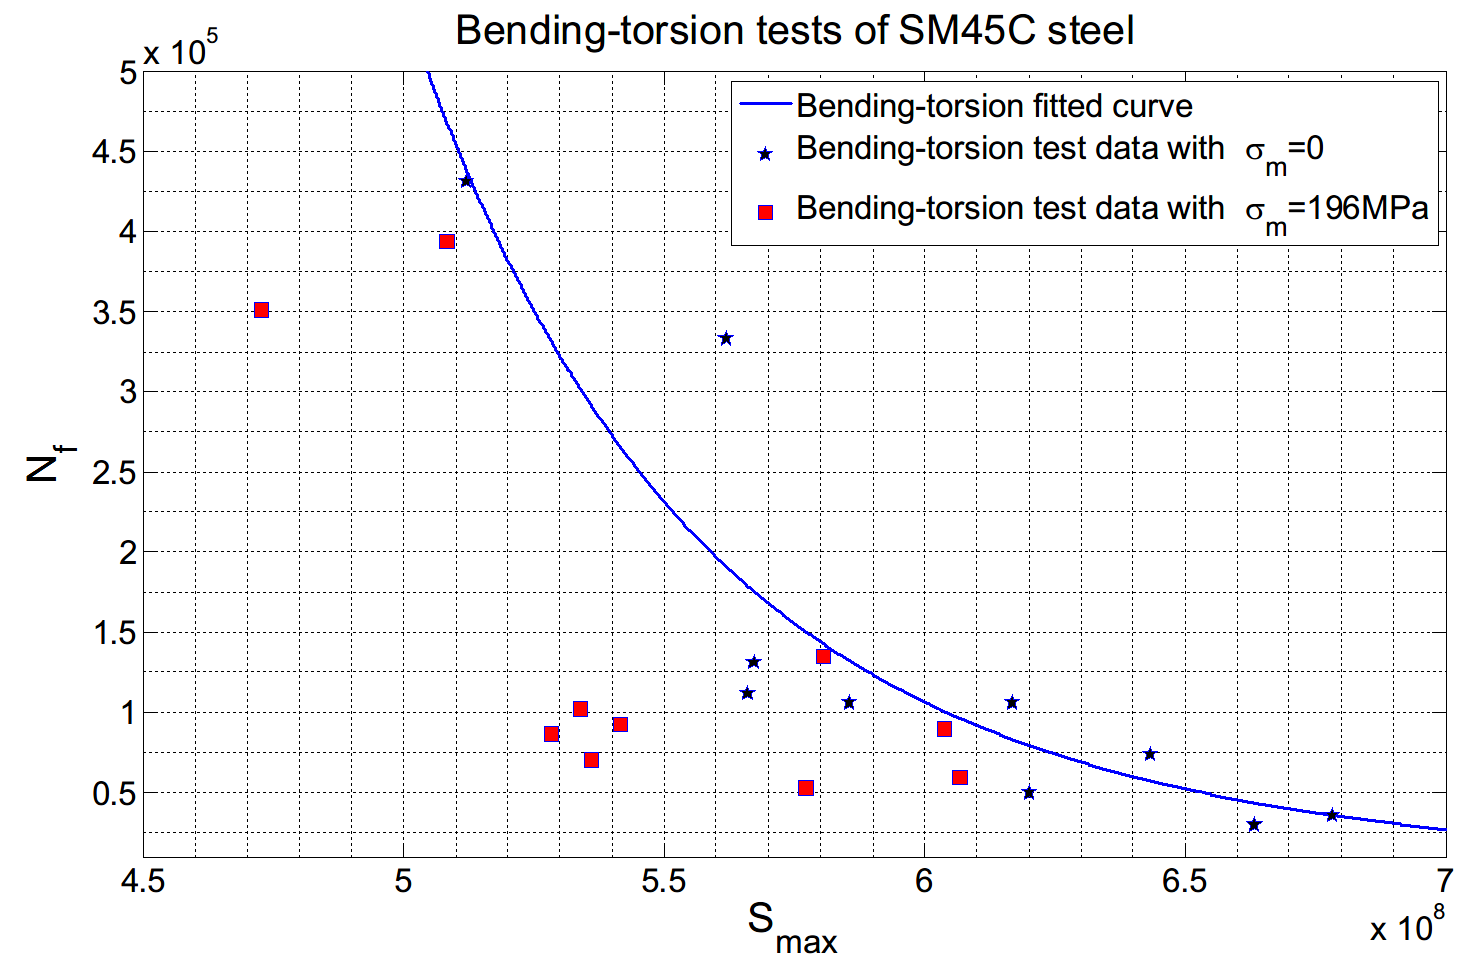 Bending-torsion tests of SM45C steel
x 10^5
Bending-torsion fitted curve
Bending-torsion test data with σ_m=0
Bending-torsion test data with σ_m=196MPa
5
4.5
4
3.5
3
2.5
2
1.5
1
0.5
N_f
4.5 5 5.5 6 6.5 7
S_max
x 10^8